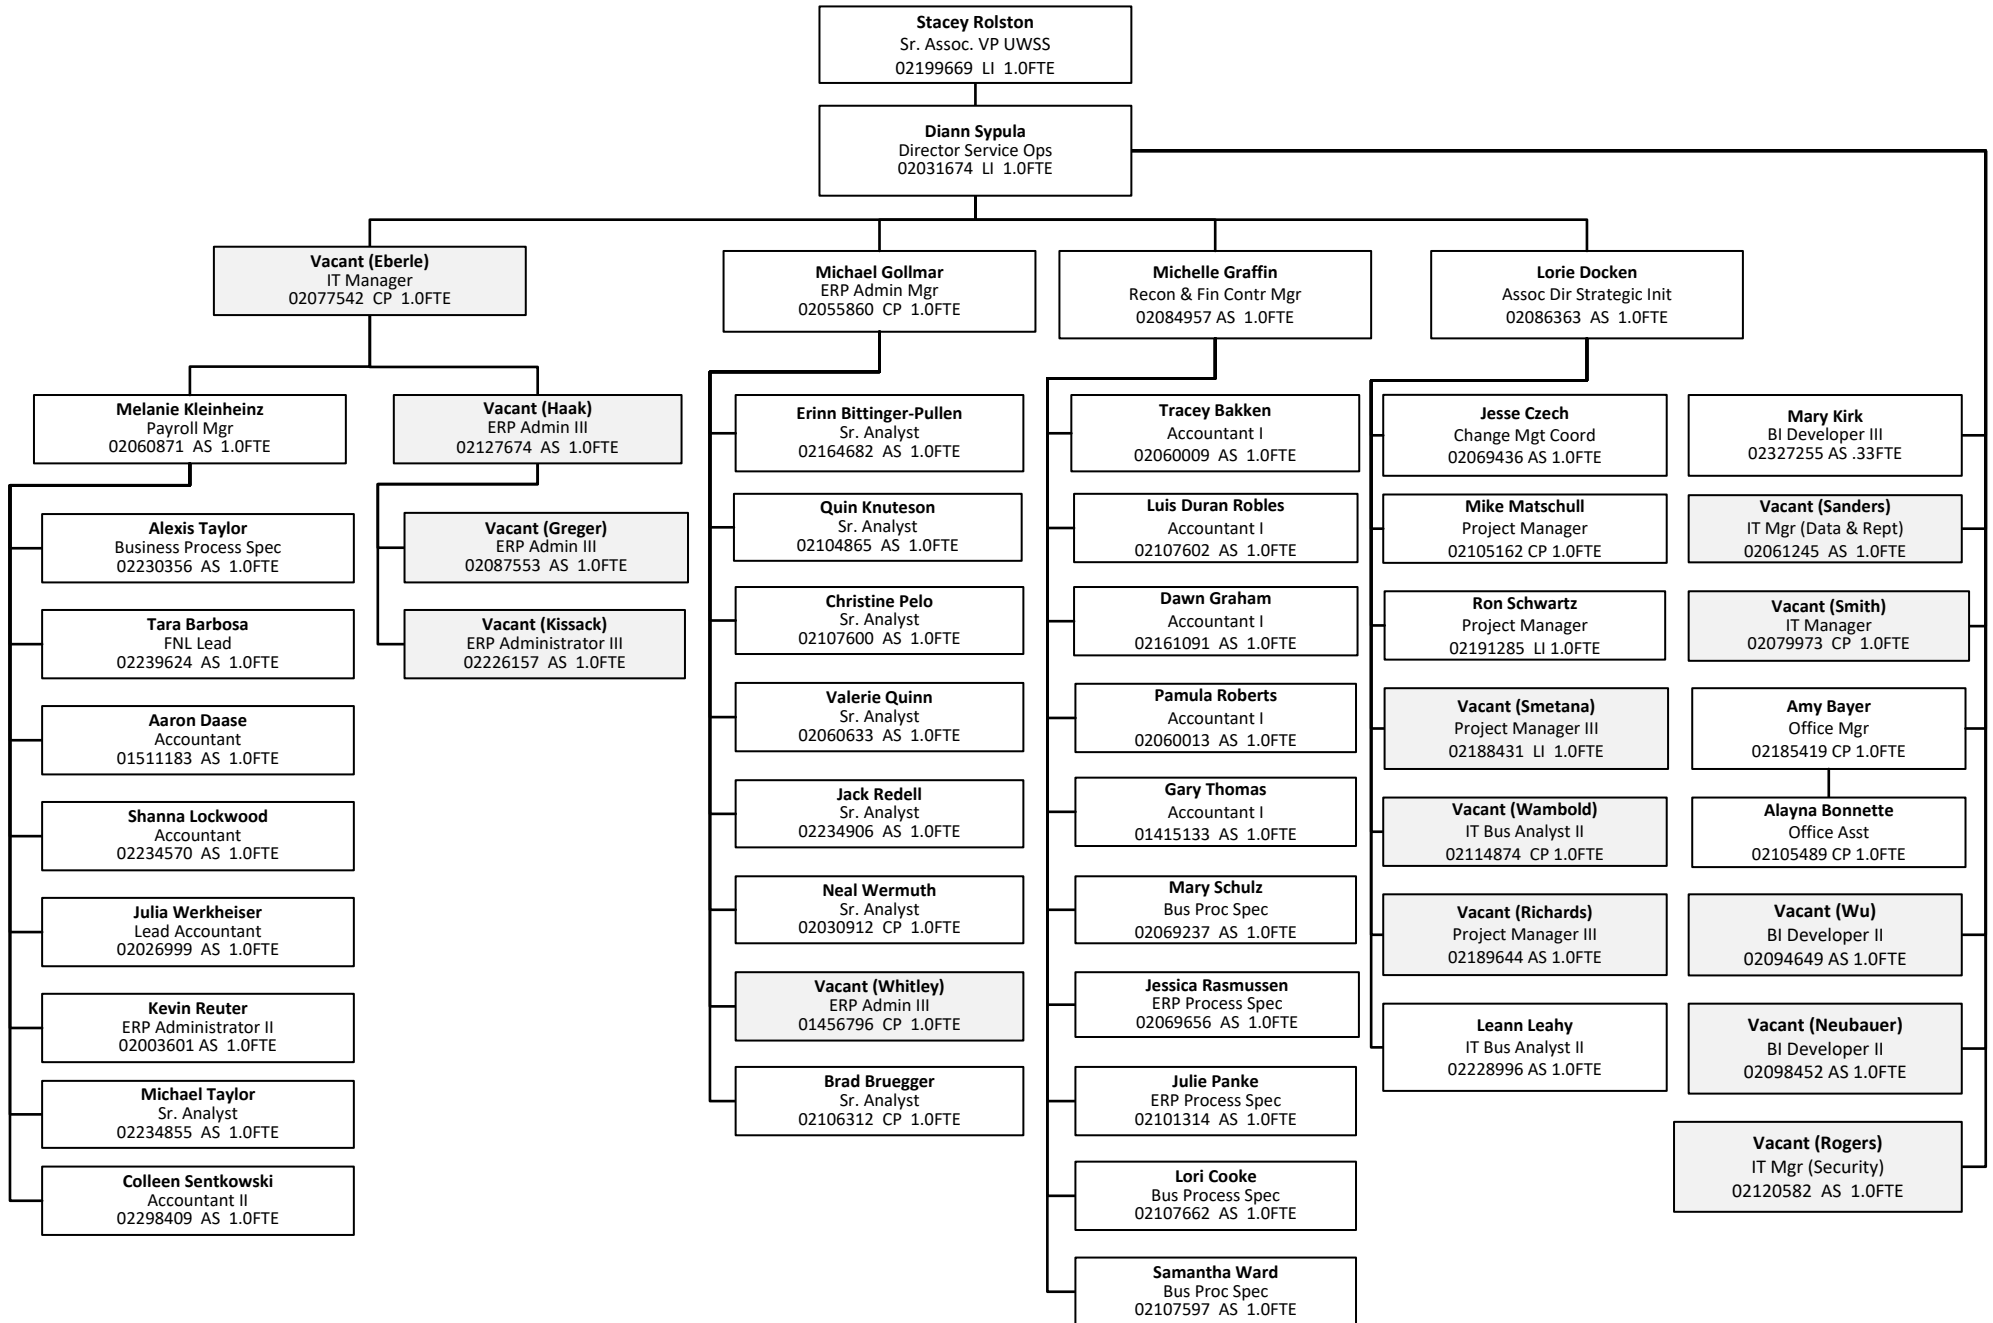 Stacey Rolston
Sr. Assoc. VP UWSS
02199669 LI 1.0FTE
Diann Sypula
Director Service Ops
02031674 LI 1.0FTE
Vacant (Eberle)
IT Manager
02077542 CP 1.0FTE
Michael Gollmar
ERP Admin Mgr
02055860 CP 1.0FTE
Michelle Graffin
Recon & Fin Contr Mgr
02084957 AS 1.0FTE
Lorie Docken
Assoc Dir Strategic Init
02086363 AS 1.0FTE
Melanie Kleinheinz
Payroll Mgr
02060871 AS 1.0FTE
Alexis Taylor
Business Process Spec
02230356 AS 1.0FTE
Tara Barbosa
FNL Lead
02239624 AS 1.0FTE
Aaron Daase
Accountant
01511183 AS 1.0FTE
Shanna Lockwood
Accountant
02234570 AS 1.0FTE
Julia Werkheiser
Lead Accountant
02026999 AS 1.0FTE
Kevin Reuter
ERP Administrator II
02003601 AS 1.0FTE
Michael Taylor
Sr. Analyst
02234855 AS 1.0FTE
Colleen Sentkowski
Accountant II
02298409 AS 1.0FTE
Vacant (Haak)
ERP Admin III
02127674 AS 1.0FTE
Vacant (Greger)
ERP Admin III
02087553 AS 1.0FTE
Vacant (Kissack)
ERP Administrator III
02226157 AS 1.0FTE
Erinn Bittinger-Pullen
Sr. Analyst
02164682 AS 1.0FTE
Quin Knuteson
Sr. Analyst
02104865 AS 1.0FTE
Christine Pelo
Sr. Analyst
02107600 AS 1.0FTE
Valerie Quinn
Sr. Analyst
02060633 AS 1.0FTE
Jack Redell
Sr. Analyst
02234906 AS 1.0FTE
Neal Wermuth
Sr. Analyst
02030912 CP 1.0FTE
Vacant (Whitley)
ERP Admin III
01456796 CP 1.0FTE
Brad Bruegger
Sr. Analyst
02106312 CP 1.0FTE
Tracey Bakken
Accountant I
02060009 AS 1.0FTE
Luis Duran Robles
Accountant I
02107602 AS 1.0FTE
Dawn Graham
Accountant I
02161091 AS 1.0FTE
Pamula Roberts
Accountant I
02060013 AS 1.0FTE
Gary Thomas
Accountant I
01415133 AS 1.0FTE
Mary Schulz
Bus Proc Spec
02069237 AS 1.0FTE
Jessica Rasmussen
ERP Process Spec
02069656 AS 1.0FTE
Julie Panke
ERP Process Spec
02101314 AS 1.0FTE
Lori Cooke
Bus Process Spec
02107662 AS 1.0FTE
Samantha Ward
Bus Proc Spec
02107597 AS 1.0FTE
Jesse Czech
Change Mgt Coord
02069436 AS 1.0FTE
Mike Matschull
Project Manager
02105162 CP 1.0FTE
Ron Schwartz
Project Manager
02191285 LI 1.0FTE
Vacant (Smetana)
Project Manager III
02188431 LI 1.0FTE
Vacant (Wambold)
IT Bus Analyst II
02114874 CP 1.0FTE
Vacant (Richards)
Project Manager III
02189644 AS 1.0FTE
Leann Leahy
IT Bus Analyst II
02228996 AS 1.0FTE
Mary Kirk
BI Developer III
02327255 AS .33FTE
Vacant (Sanders)
IT Mgr (Data & Rept)
02061245 AS 1.0FTE
Vacant (Smith)
IT Manager
02079973 CP 1.0FTE
Amy Bayer
Office Mgr
02185419 CP 1.0FTE
Alayna Bonnette
Office Asst
02105489 CP 1.0FTE
Vacant (Wu)
BI Developer II
02094649 AS 1.0FTE
Vacant (Neubauer)
BI Developer II
02098452 AS 1.0FTE
Vacant (Rogers)
IT Mgr (Security)
02120582 AS 1.0FTE